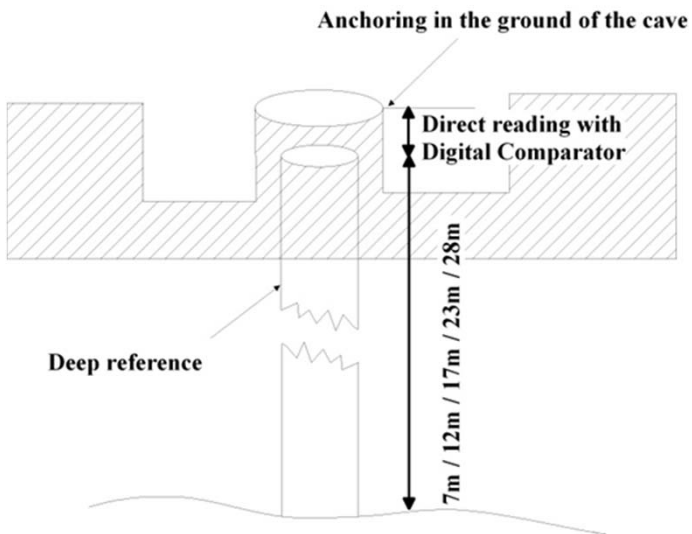 Anchoring in the ground of the cave
Direct reading with
Digital Comparator
7m / 12m / 17m / 23m / 28m
Deep reference